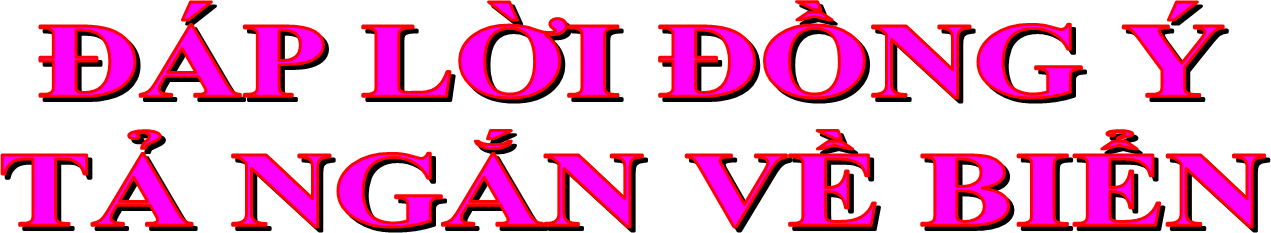 ĐÁP LỜI ĐỒNG Ý
TẢ NGẮN VỀ BIỂN